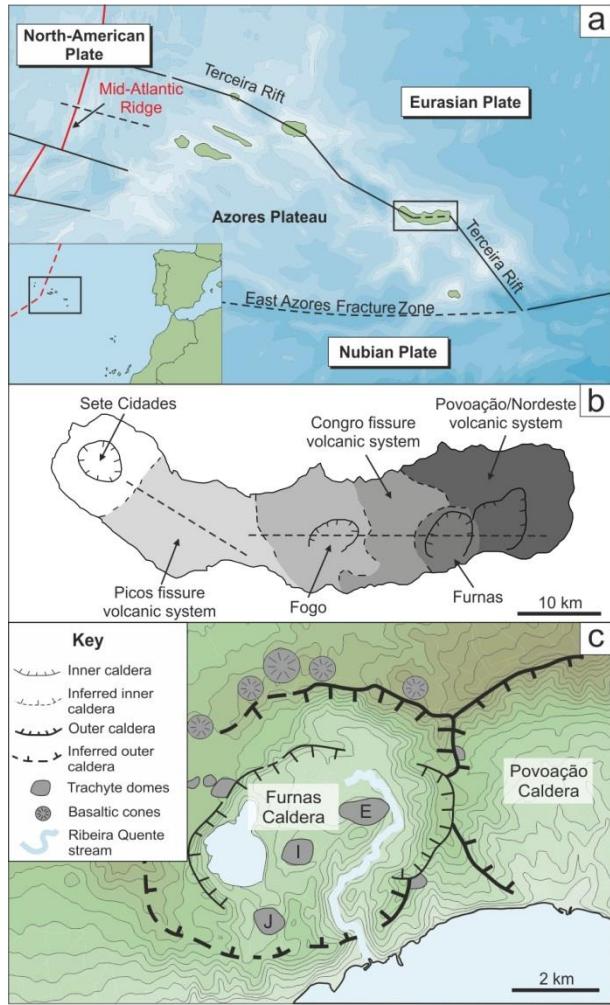 a
North-American
Plate
Mid-Atlantic
Ridge
Terceira Rift
Eurasian Plate
Azores Plateau
Terceira Rift
East Azores Fracture Zone
Nubian Plate
b
Sete Cidades
Congro fissure
volcanic system
Povoação/Nordeste
volcanic system
Picos fissure
volcanic system
Fogo
Furnas
10 km
c
Key
Inner caldera
Inferred inner
caldera
Outer caldera
Inferred outer
caldera
Trachyte domes
Basaltic cones
Ribeira Quente
stream
Furnas
Caldera
Povoação
Caldera
E
I
J
2 km